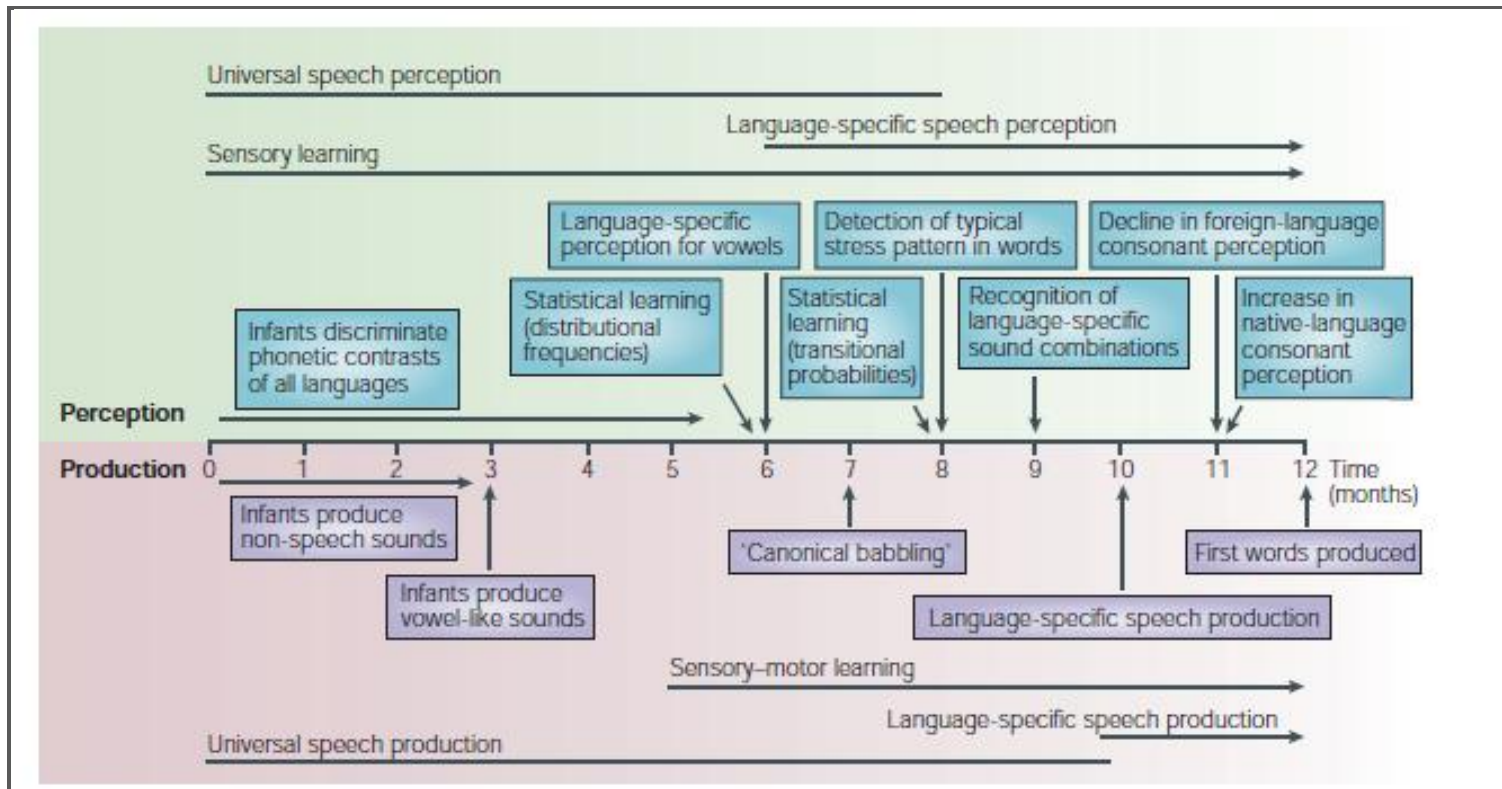 Universal speech perception
Language-specific speech perception
Sensory learning
Language-specific
perception for vowels
Detection of typical
stress pattern in words
Decline in foreign-language
consonant perception
Statistical learning
(distributional
frequencies)
Statistical
learning
(transitional
probabilities)
Recognition of
language-specific
sound combinations
Increase in
native-language
consonant
perception
Infants discriminate
phonetic contrasts
of all languages
Perception
Production 0 1 2 3 4 5 6 7 8 9 10 11 12 Time
(months)
Infants produce
non-speech sounds
'Canonical babbling'
First words produced
Infants produce
vowel-like sounds
Language-specific speech production
Sensory–motor learning
Language-specific speech production
Universal speech production